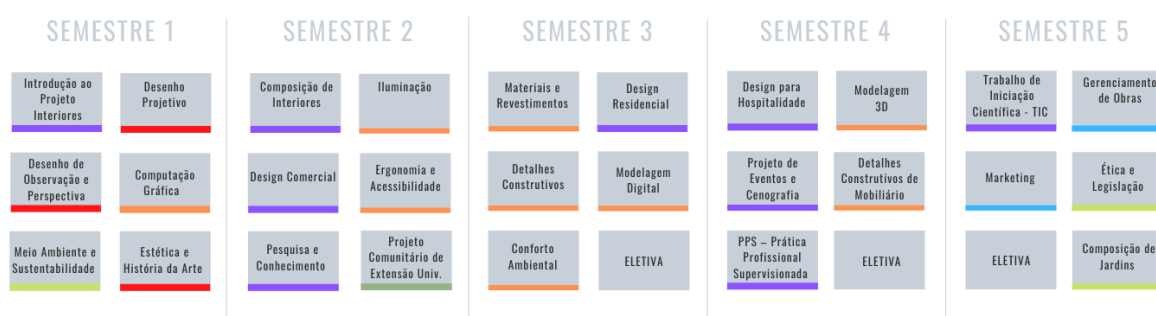 SEMESTRE 1
Introdução ao
Projeto
Interiores
Desenho
Projetivo
Desenho de
Observação e
Perspectiva
Computação
Gráfica
Meio Ambiente e
Sustentabilidade
Estética e
História da Arte
SEMESTRE 2
Composição de
Interiores
Iluminação
Design Comercial
Ergonomia e
Acessibilidade
Pesquisa e
Conhecimento
Projeto
Comunitário de
Extensão Univ.
SEMESTRE 3
Materiais e
Revestimentos
Design
Residencial
Detalhes
Construtivos
Modelagem
Digital
Conforto
Ambiental
ELETIVA
SEMESTRE 4
Design para
Hospitalidade
Modelagem
3D
Projeto de
Eventos e
Cenografia
Detalhes
Construtivos de
Mobiliário
PPS – Prática
Profissional
Supervisionada
ELETIVA
SEMESTRE 5
Trabalho de
Iniciação
Científica - TIC
Gerenciamento
de Obras
Marketing
Ética e
Legislação
ELETIVA
Composição de
Jardins